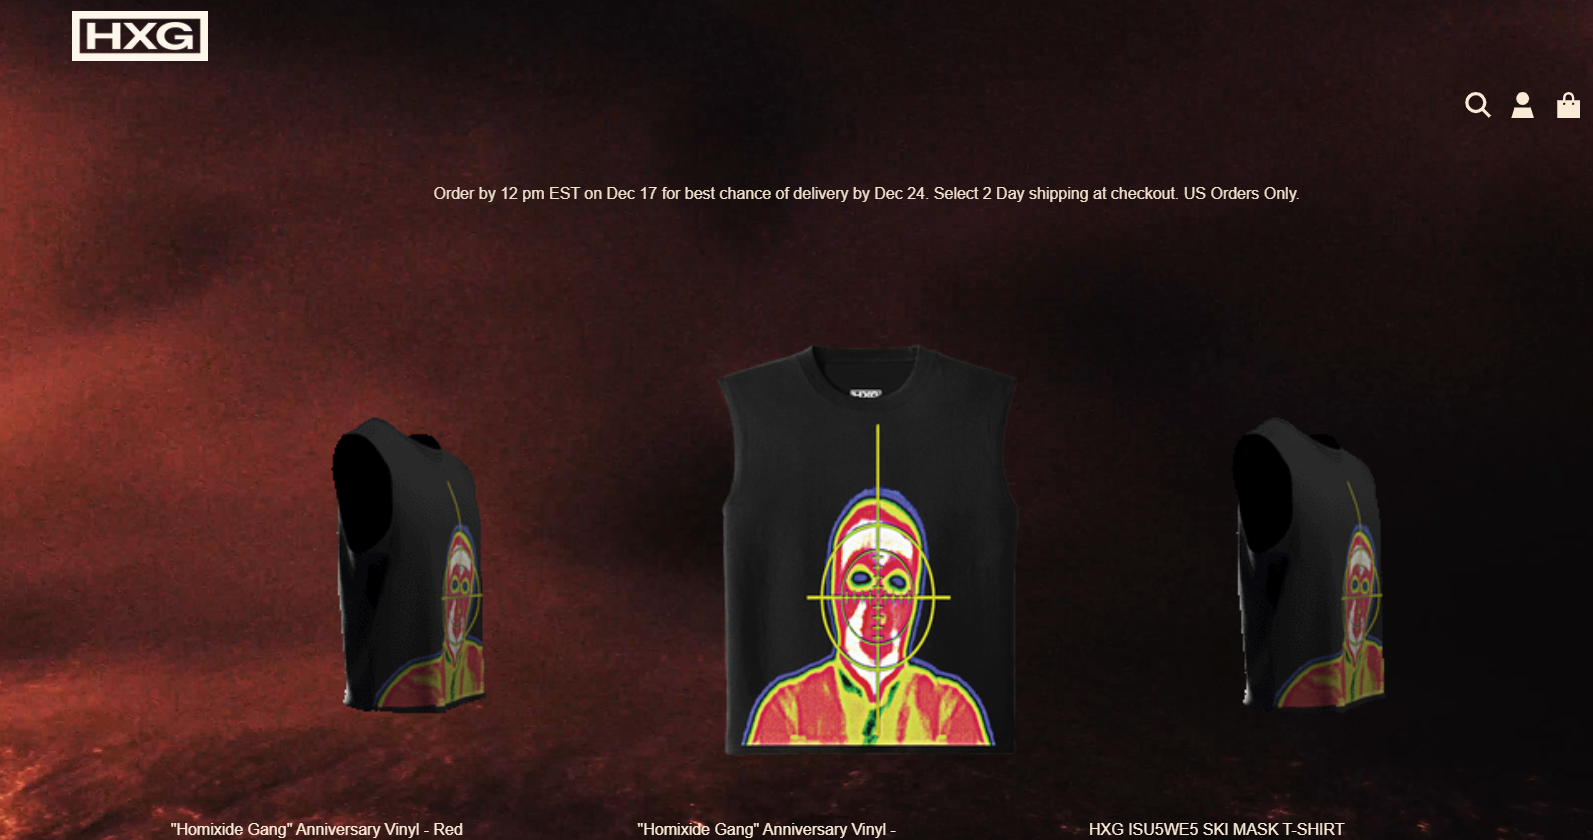 HXG
Order by 12 pm EST on Dec 17 for best chance of delivery by Dec 24. Select 2 Day shipping at checkout. US Orders Only.
HXG
"Homixide Gang" Anniversary Vinyl - Red
"Homixide Gang" Anniversary Vinyl -
HXG ISU5WE5 SKI MASK T-SHIRT